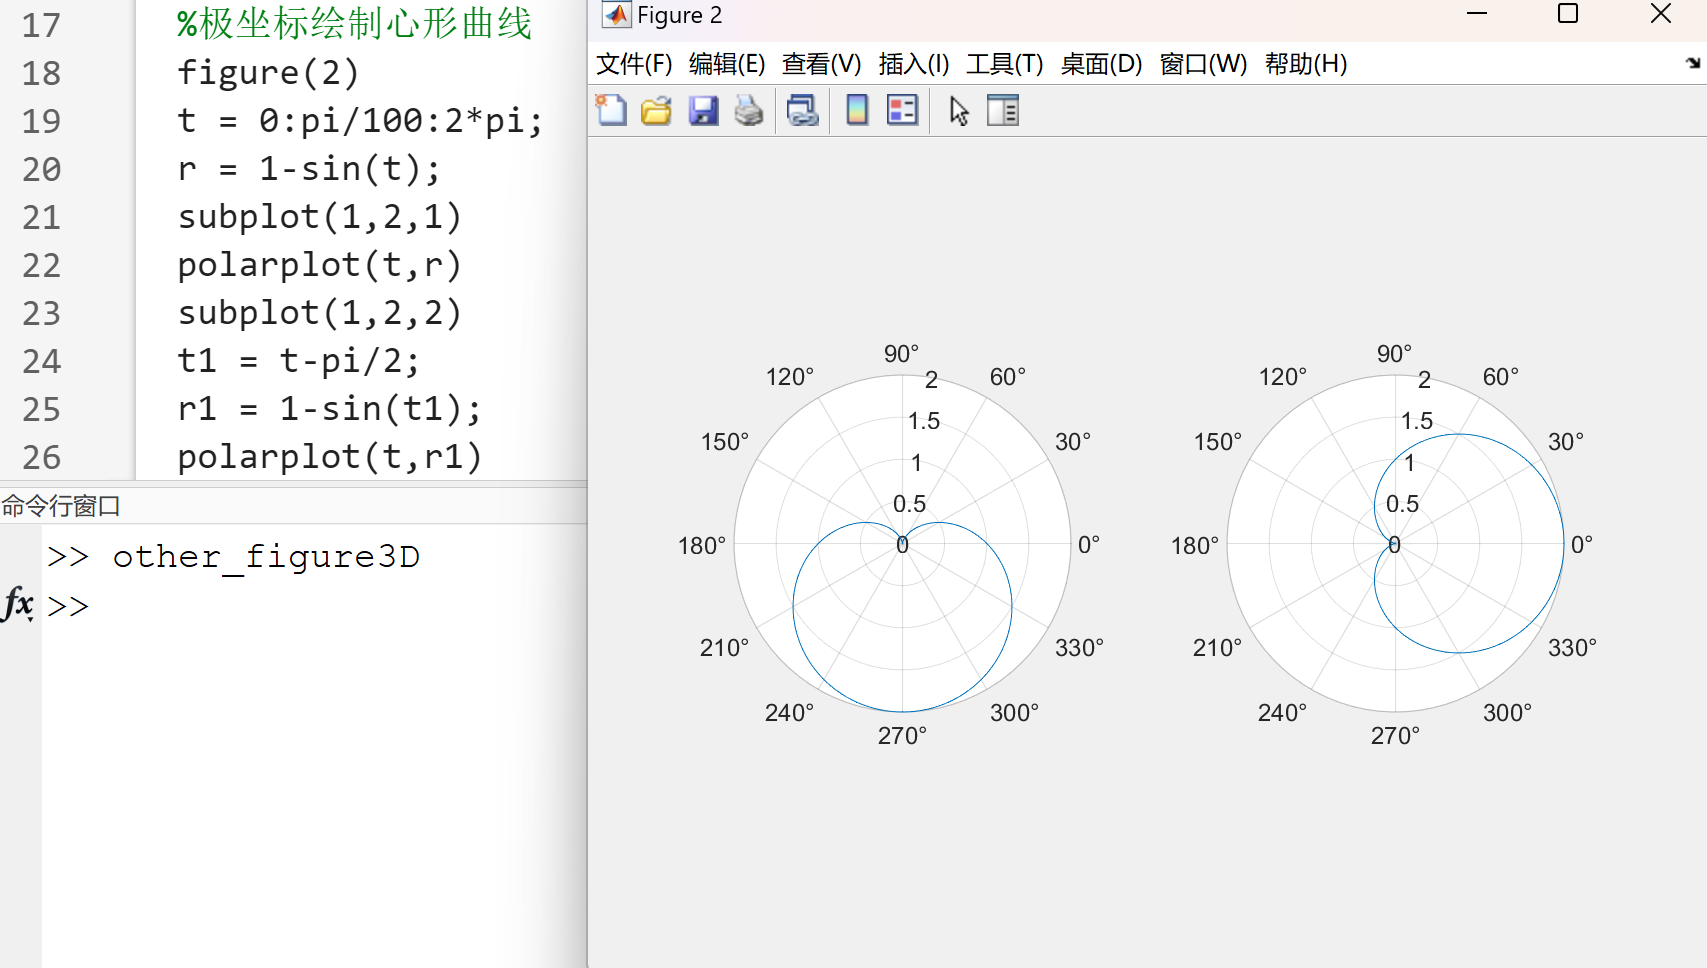 17 %极坐标绘制心形曲线
18 figure(2)
19 t = 0:pi/100:2*pi;
20 r = 1-sin(t);
21 subplot(1,2,1)
22 polarplot(t,r)
23 subplot(1,2,2)
24 t1 = t-pi/2;
25 r1 = 1-sin(t1);
26 polarplot(t,r1)
命令行窗口
>> other_figure3D
fx >>
Figure 2
文件(F) 编辑(E) 查看(V) 插入(I) 工具(T) 桌面(D) 窗口(W) 帮助(H)
90°
120° 2 60°
1.5
150° 30°
1
0.5
180° 0 0°
210° 330°
240° 300°
270°
90°
120° 2 60°
1.5
150° 30°
1
0.5
180° 0 0°
210° 330°
240° 300°
270°